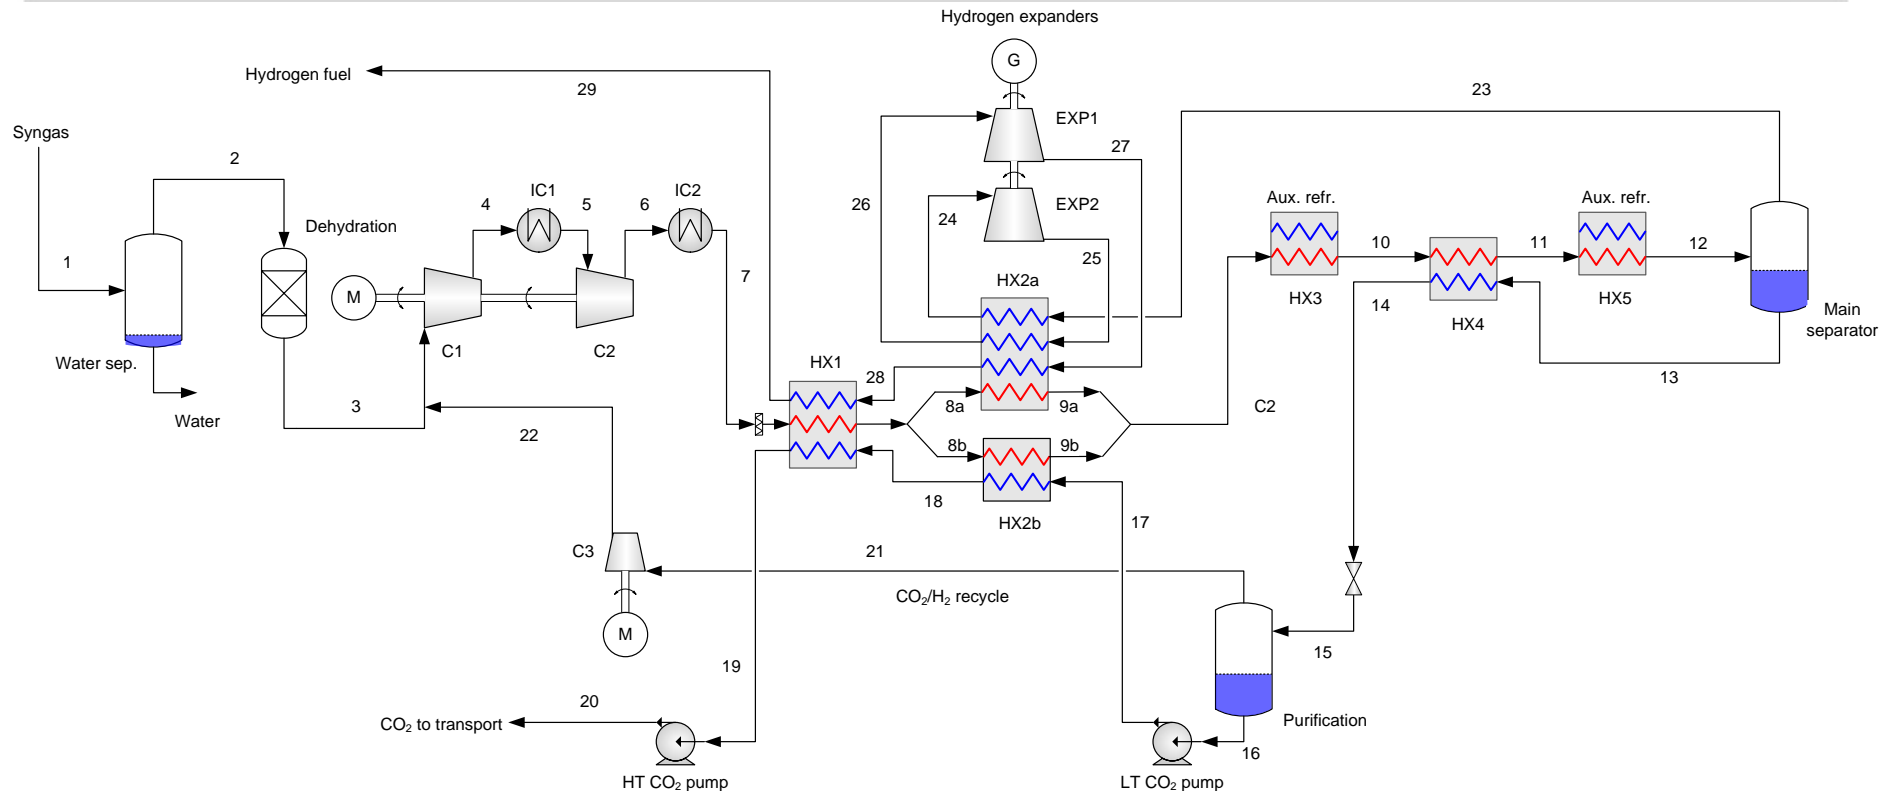 Hydrogen expanders
G
Hydrogen fuel
29
23
Syngas
EXP1
27
2
IC1
IC2
Aux. refr.
Aux. refr.
4
5
6
26
24
EXP2
Dehydration
10
11
12
1
25
7
HX2a
M
HX3
HX5
14
Main
separator
HX4
C1
C2
Water sep.
HX1
28
13
3
8a
9a
C2
Water
22
8b
9b
18
HX2b
17
C3
21
CO2/H2 recycle
M
15
19
20
CO2 to transport
Purification
16
HT CO2 pump
LT CO2 pump